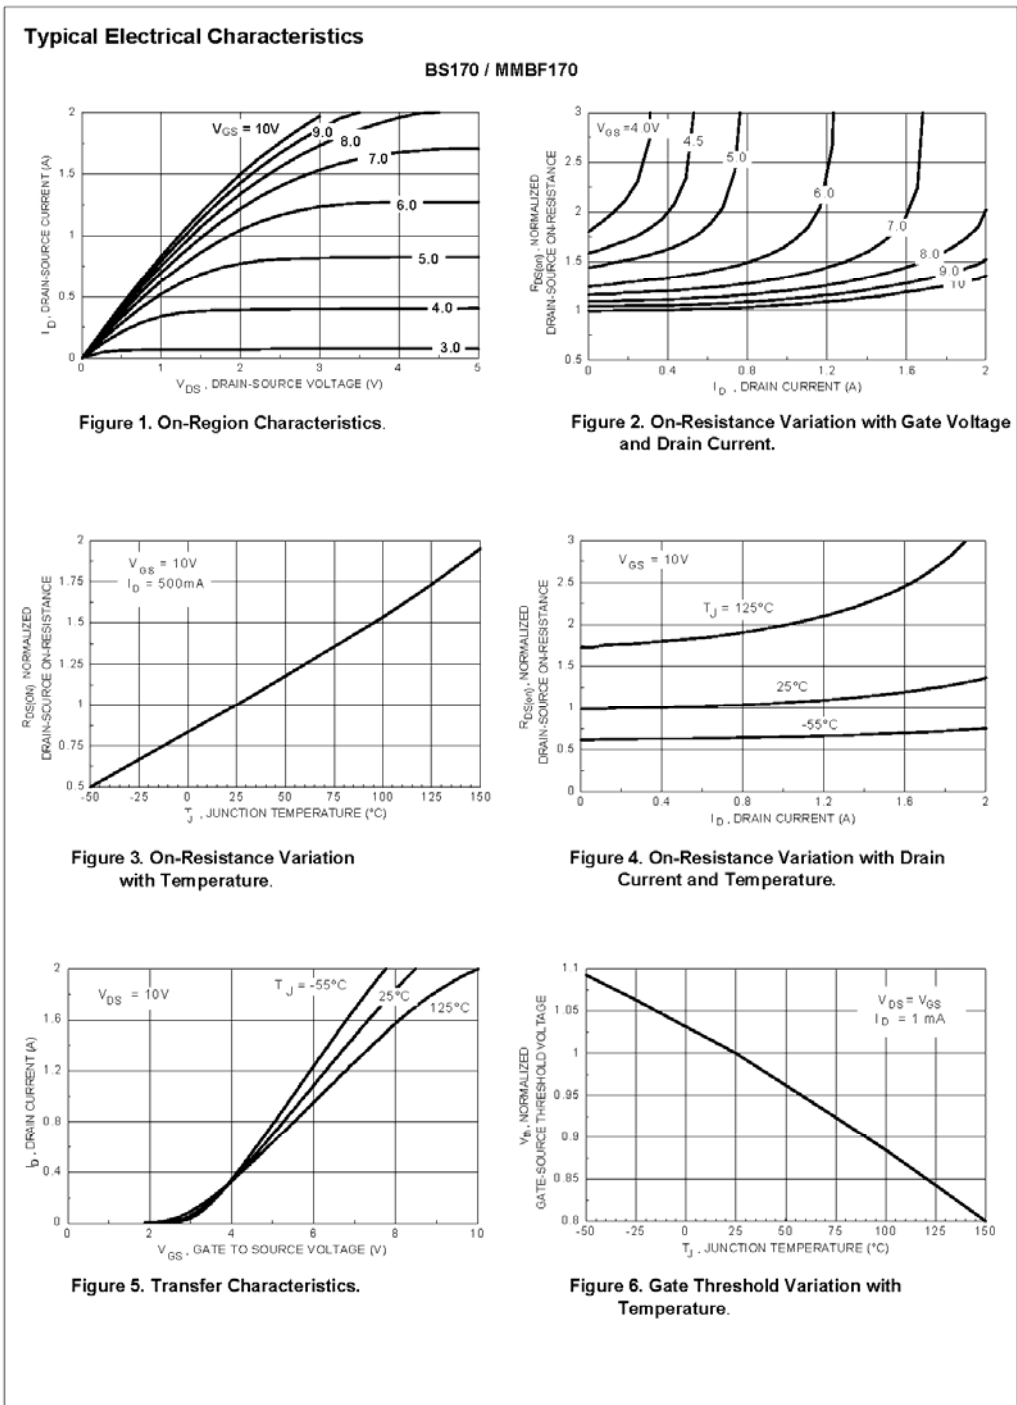 Typical Electrical Characteristics
BS170 / MMBF170
2
1.5
1
0.5
0
0
1
2
3
4
5
I D, DRAIN-SOURCE CURRENT (A)
VDS , DRAIN-SOURCE VOLTAGE (V)
VGS = 10V
9.0
8.0
7.0
6.0
5.0
4.0
3.0
Figure 1. On-Region Characteristics.
3
2.5
2
1.5
1
0.5
0
0.4
0.8
1.2
1.6
2
RDS(on), NORMALIZED
DRAIN-SOURCE ON-RESISTANCE
I D , DRAIN CURRENT (A)
VGS =4.0V
4.5
5.0
6.0
7.0
8.0
9.0
10
Figure 2. On-Resistance Variation with Gate Voltage
and Drain Current.
2
1.75
1.5
1.25
1
0.75
0.5
-50
-25
0
25
50
75
100
125
150
RDS(ON) NORMALIZED
DRAIN-SOURCE ON-RESISTANCE
TJ , JUNCTION TEMPERATURE (°C)
VGS = 10V
I D = 500mA
Figure 3. On-Resistance Variation
with Temperature.
3
2.5
2
1.5
1
0.5
0
0
0.4
0.8
1.2
1.6
2
RDS(on), NORMALIZED
DRAIN-SOURCE ON-RESISTANCE
I D , DRAIN CURRENT (A)
VGS = 10V
TJ = 125°C
25°C
-55°C
Figure 4. On-Resistance Variation with Drain
Current and Temperature.
2
1.6
1.2
0.8
0.4
0
0
2
4
6
8
10
ID, DRAIN CURRENT (A)
VGS , GATE TO SOURCE VOLTAGE (V)
VDS = 10V
TJ = -55°C
25°C
125°C
Figure 5. Transfer Characteristics.
1.1
1.05
1
0.95
0.9
0.85
0.8
-50
-25
0
25
50
75
100
125
150
Vth, NORMALIZED
GATE-SOURCE THRESHOLD VOLTAGE
TJ , JUNCTION TEMPERATURE (°C)
VDS = VGS
I D = 1 mA
Figure 6. Gate Threshold Variation with
Temperature.